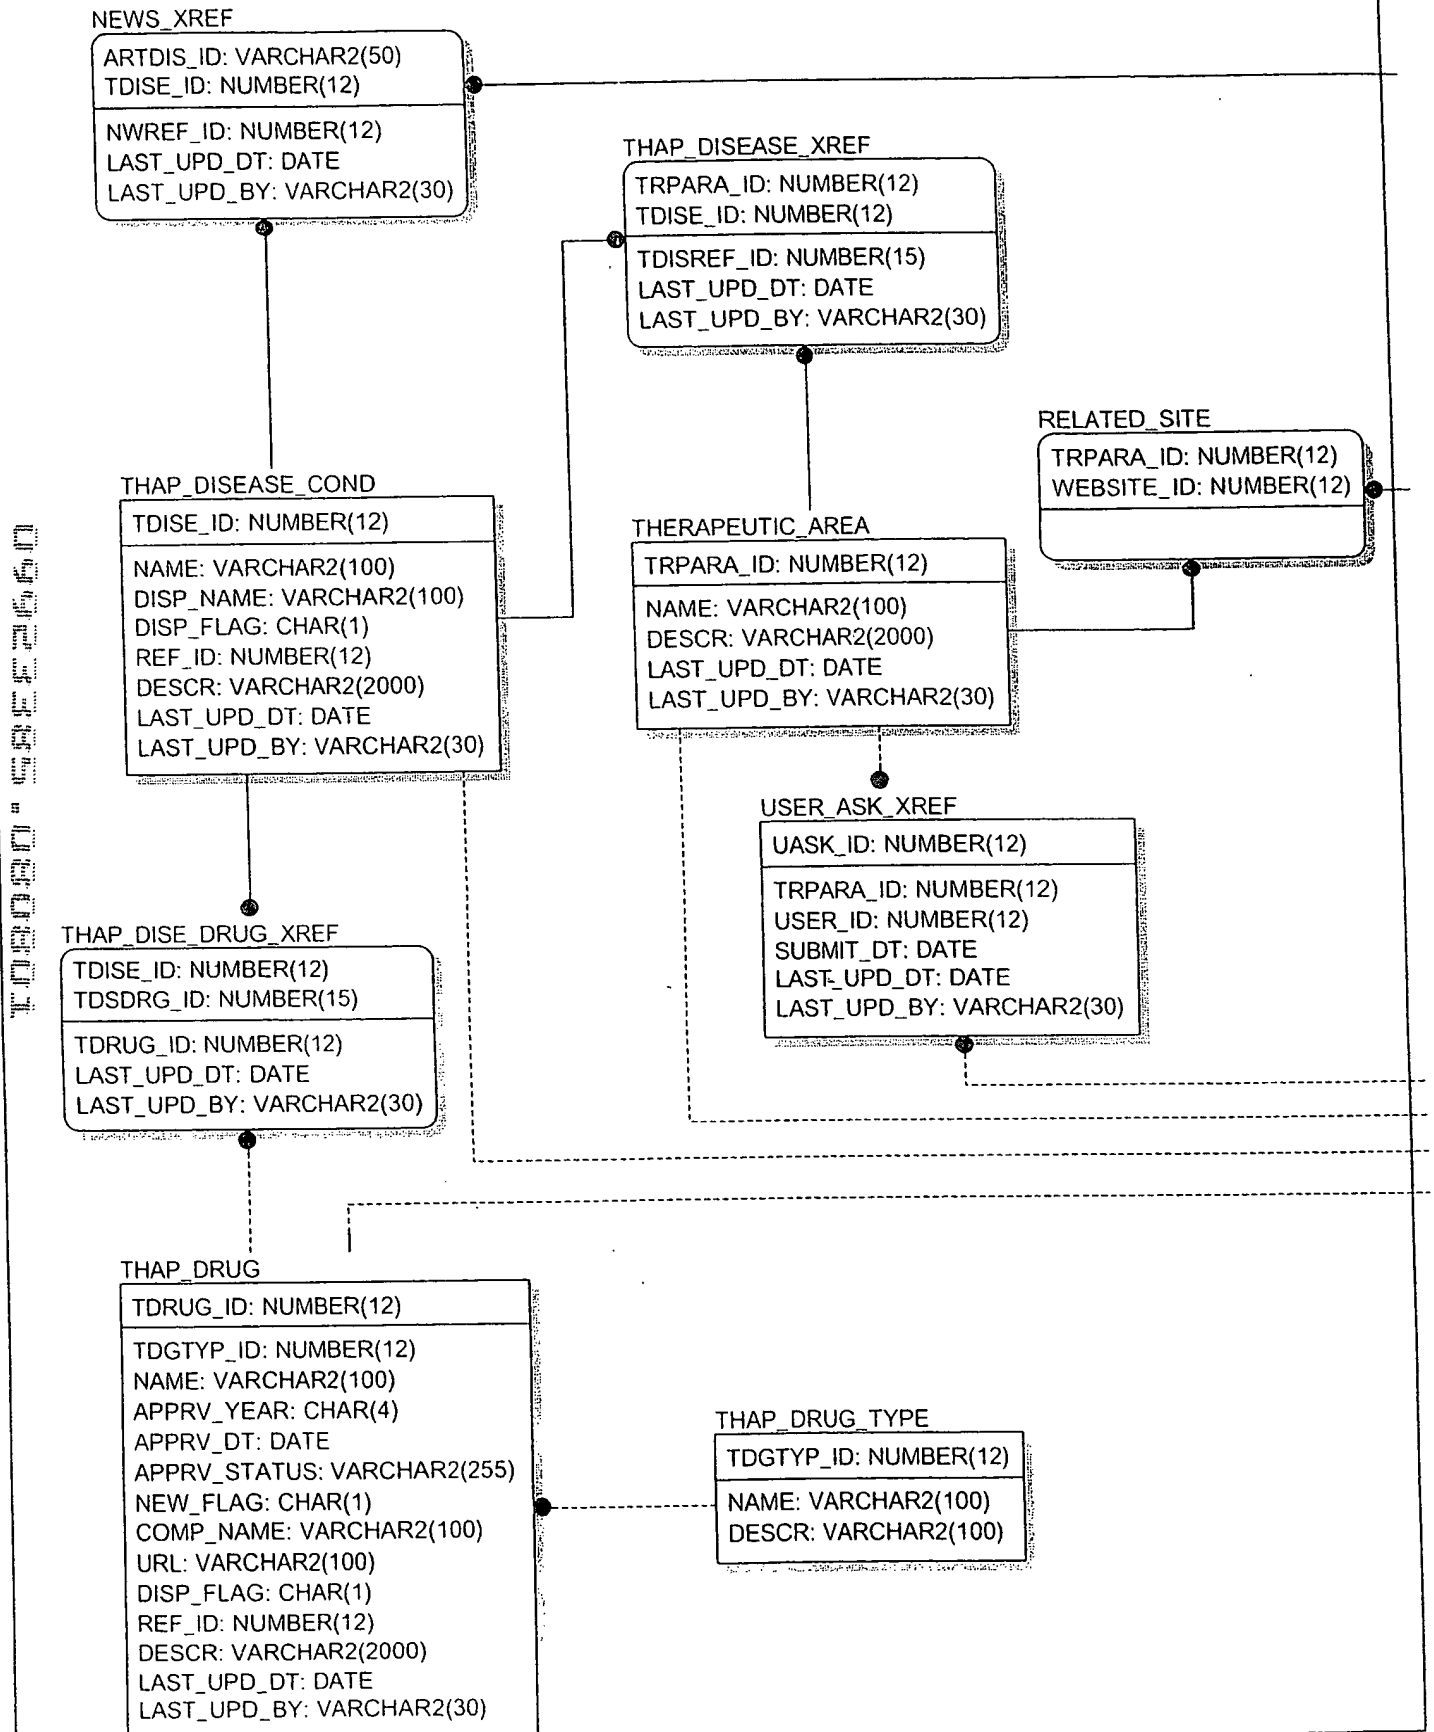 NEWS_XREF
ARTDIS_ID: VARCHAR2(50)
TDISE_ID: NUMBER(12)
NWREF_ID: NUMBER(12)
LAST_UPD_DT: DATE
LAST_UPD_BY: VARCHAR2(30)
THAP_DISEASE_XREF
TRPARA_ID: NUMBER(12)
TDISE_ID: NUMBER(12)
TDISREF_ID: NUMBER(15)
LAST_UPD_DT: DATE
LAST_UPD_BY: VARCHAR2(30)
RELATED_SITE
TRPARA_ID: NUMBER(12)
WEBSITE_ID: NUMBER(12)
THAP_DISEASE_COND
TDISE_ID: NUMBER(12)
NAME: VARCHAR2(100)
DISP_NAME: VARCHAR2(100)
DISP_FLAG: CHAR(1)
REF_ID: NUMBER(12)
DESCR: VARCHAR2(2000)
LAST_UPD_DT: DATE
LAST_UPD_BY: VARCHAR2(30)
THERAPEUTIC_AREA
TRPARA_ID: NUMBER(12)
NAME: VARCHAR2(100)
DESCR: VARCHAR2(2000)
LAST_UPD_DT: DATE
LAST_UPD_BY: VARCHAR2(30)
USER_ASK_XREF
UASK_ID: NUMBER(12)
TRPARA_ID: NUMBER(12)
USER_ID: NUMBER(12)
SUBMIT_DT: DATE
LAST_UPD_DT: DATE
LAST_UPD_BY: VARCHAR2(30)
THAP_DISE_DRUG_XREF
TDISE_ID: NUMBER(12)
TDSDRG_ID: NUMBER(15)
TDRUG_ID: NUMBER(12)
LAST_UPD_DT: DATE
LAST_UPD_BY: VARCHAR2(30)
THAP_DRUG
TDRUG_ID: NUMBER(12)
TDGTYP_ID: NUMBER(12)
NAME: VARCHAR2(100)
APPRV_YEAR: CHAR(4)
APPRV_DT: DATE
APPRV_STATUS: VARCHAR2(255)
NEW_FLAG: CHAR(1)
COMP_NAME: VARCHAR2(100)
URL: VARCHAR2(100)
DISP_FLAG: CHAR(1)
REF_ID: NUMBER(12)
DESCR: VARCHAR2(2000)
LAST_UPD_DT: DATE
LAST_UPD_BY: VARCHAR2(30)
THAP_DRUG_TYPE
TDGTYP_ID: NUMBER(12)
NAME: VARCHAR2(100)
DESCR: VARCHAR2(100)